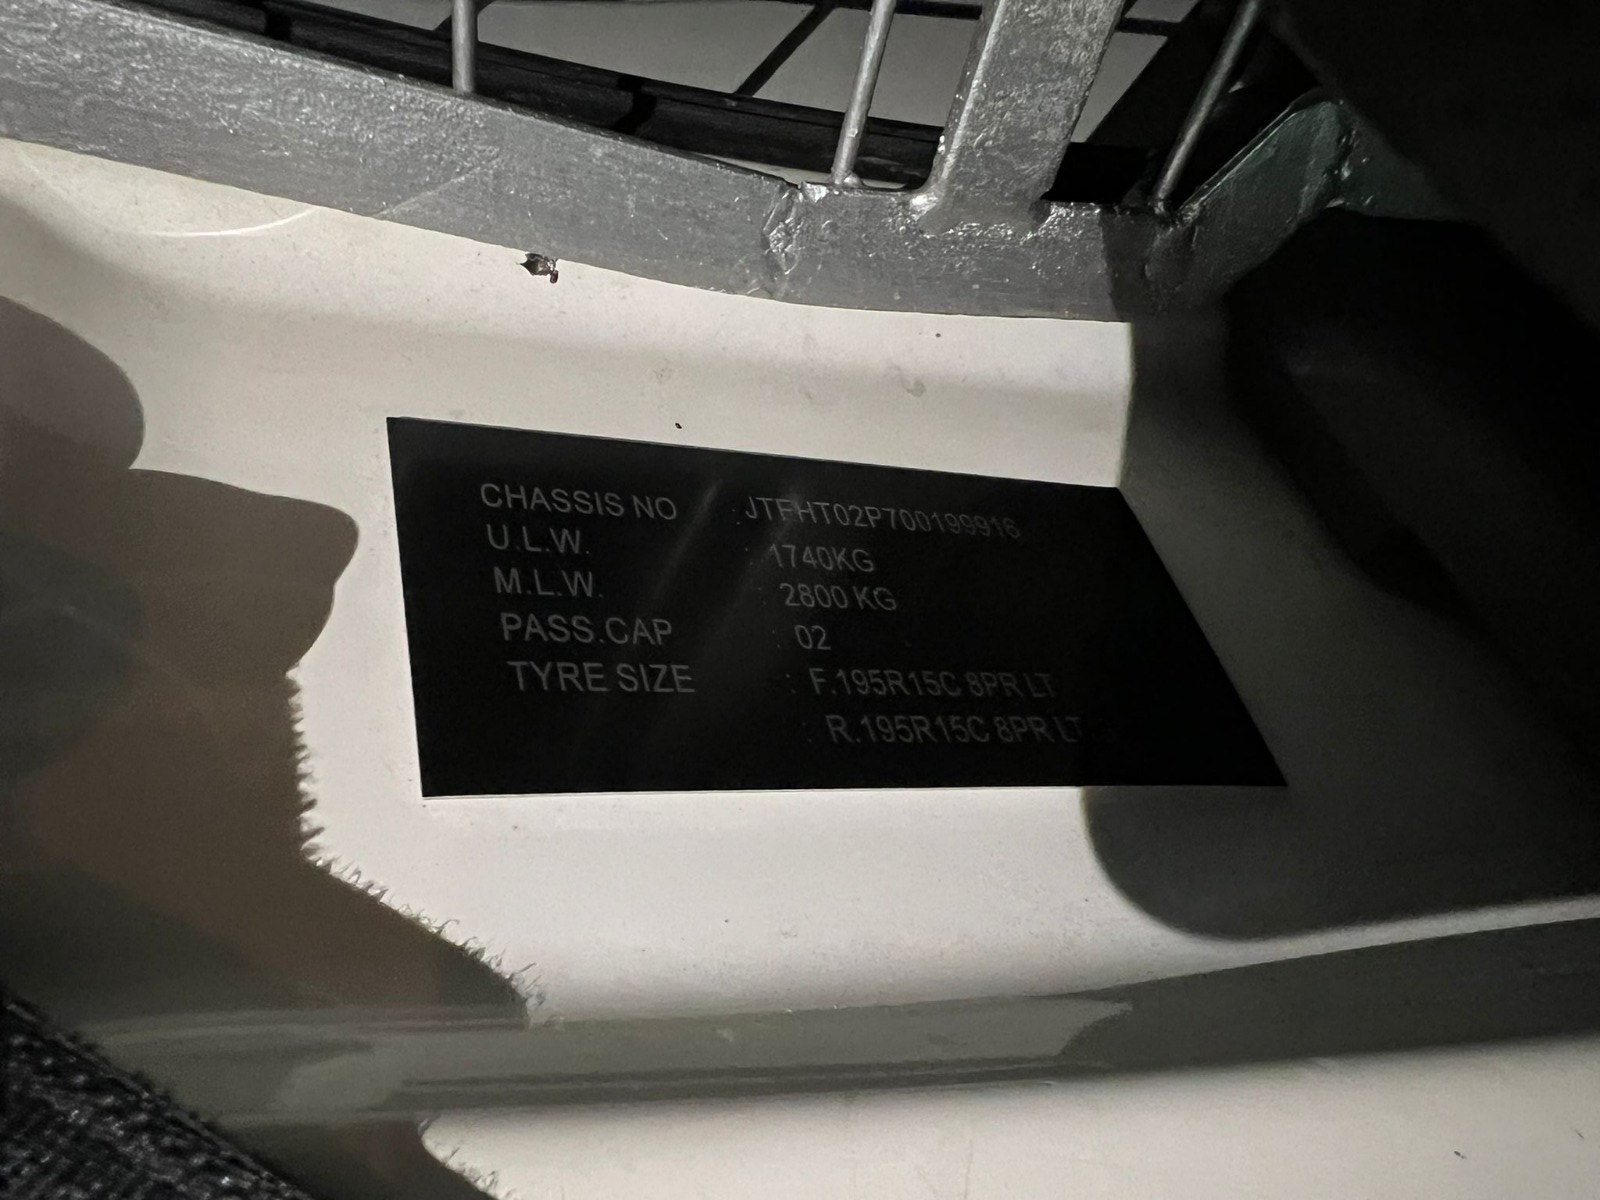 CHASSIS NO : JTFHT02P700199916
U.L.W. : 1740KG
M.L.W. : 2800 KG
PASS.CAP : 02
TYRE SIZE : F.195R15C 8PR LT
: R.195R15C 8PR LT